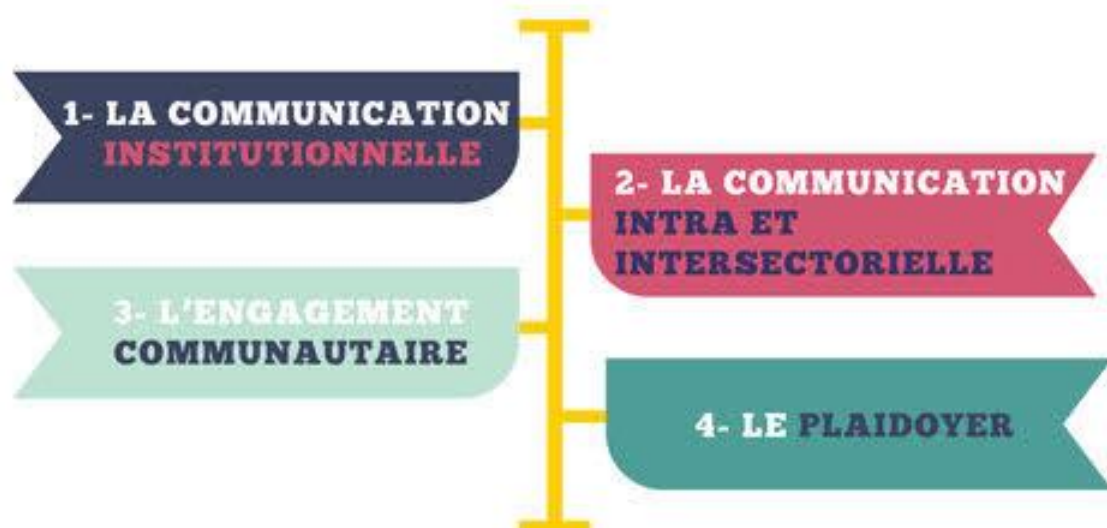 1- LA COMMUNICATION
INSTITUTIONNELLE
2- LA COMMUNICATION
INTRA ET
INTERSECTORIELLE
3- L'ENGAGEMENT
COMMUNAUTAIRE
4- LE PLAIDOYER